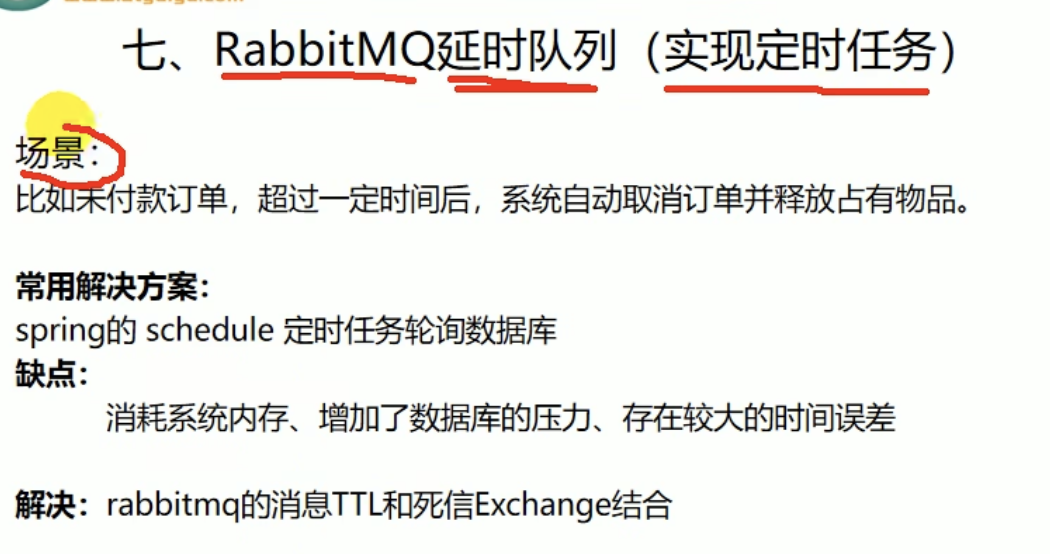 七、RabbitMQ延时队列（实现定时任务）
场景：
比如未付款订单，超过一定时间后，系统自动取消订单并释放占有物品。
常用解决方案：
spring的 schedule 定时任务轮询数据库
缺点：
消耗系统内存、增加了数据库的压力、存在较大的时间误差
解决：rabbitmq的消息TTL和死信Exchange结合